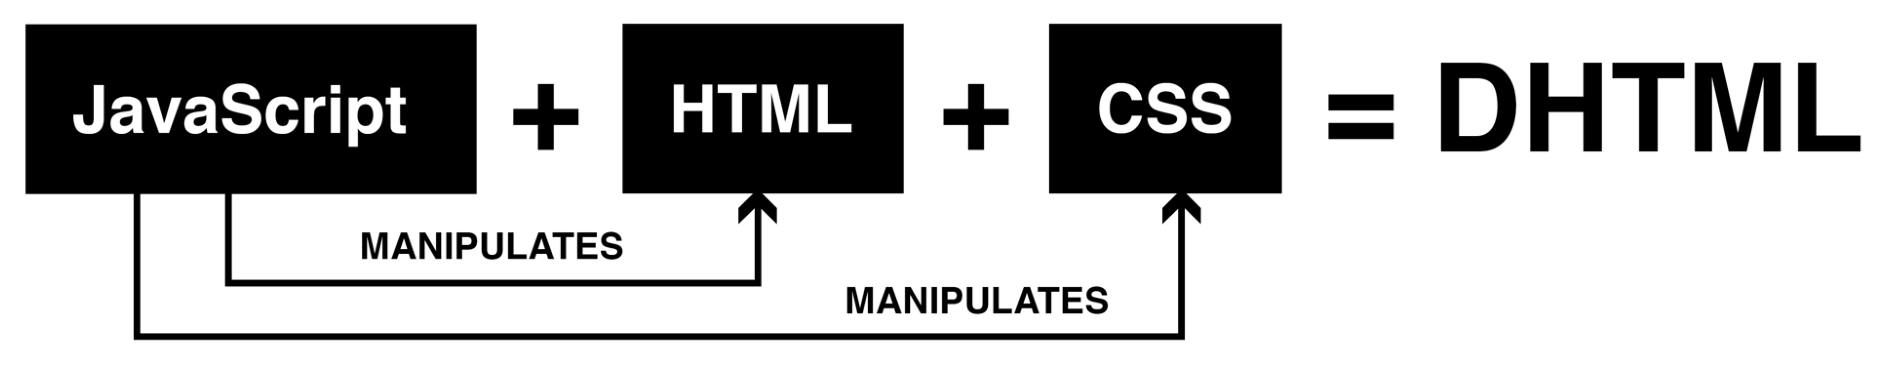 JavaScript + HTML + CSS = DHTML
MANIPULATES
MANIPULATES